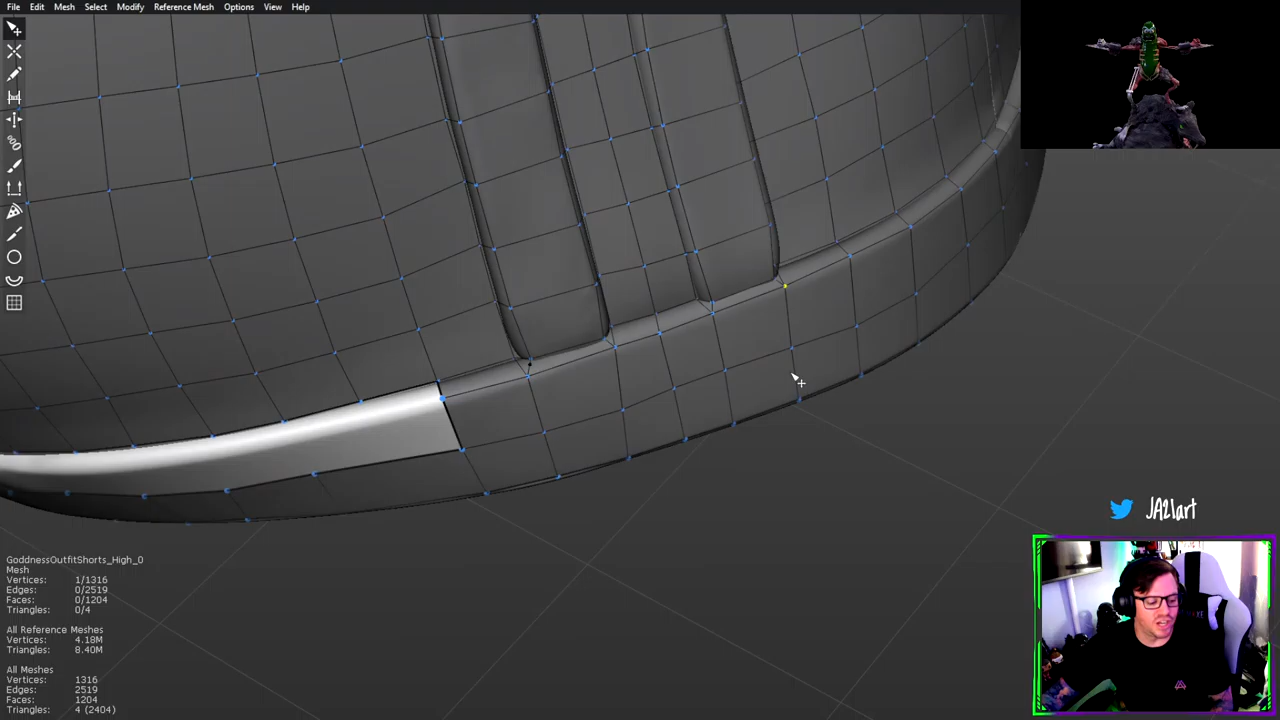 File Edit Mesh Select Modify Reference Mesh Options View Help
JA21art
GoddnessOutfitShorts_High_0
Mesh
Vertices: 1/1316
Edges: 0/2519
Faces: 0/1204
Triangles: 0/4
All Reference Meshes
Vertices: 4.18M
Triangles: 8.40M
All Meshes
Vertices: 1316
Edges: 2519
Faces: 1204
Triangles: 4 (2404)